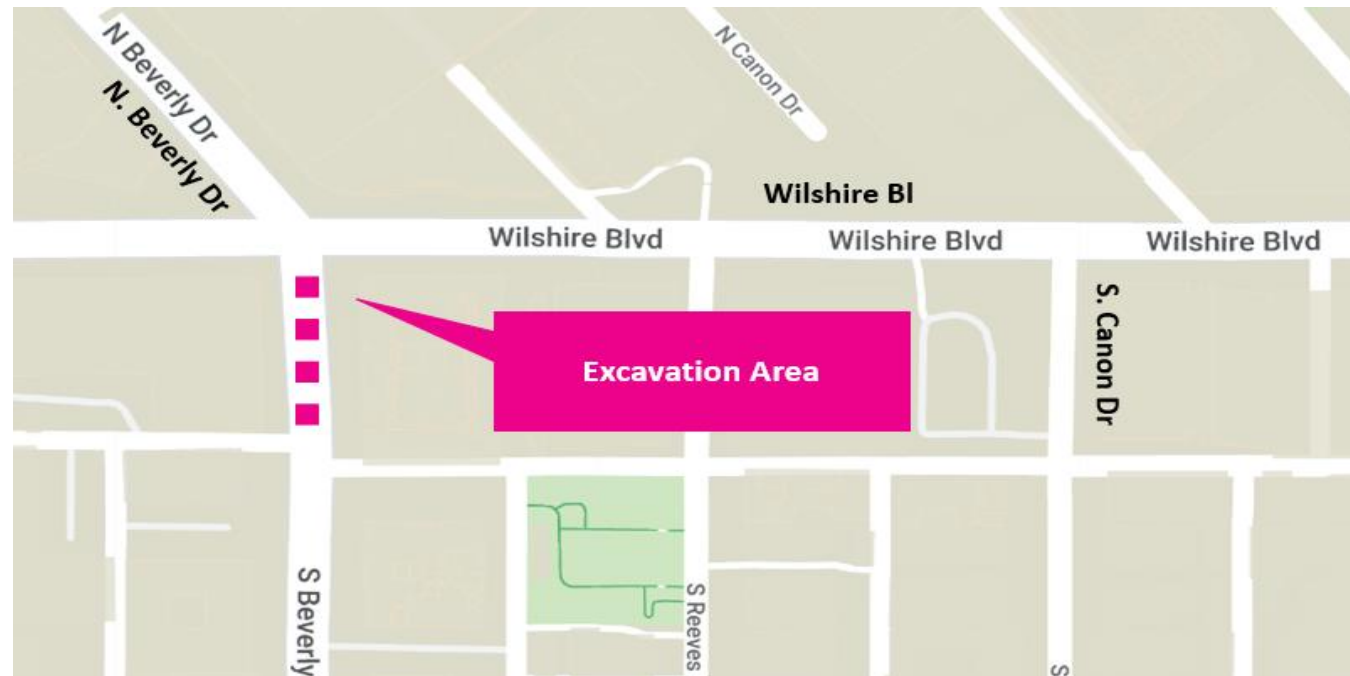 N Beverly Dr
N. Beverly Dr
N Canon Dr
Wilshire Bl
Wilshire Blvd
Wilshire Blvd
Wilshire Blvd
Excavation Area
S. Canon Dr
S Beverly
S Reeves
S